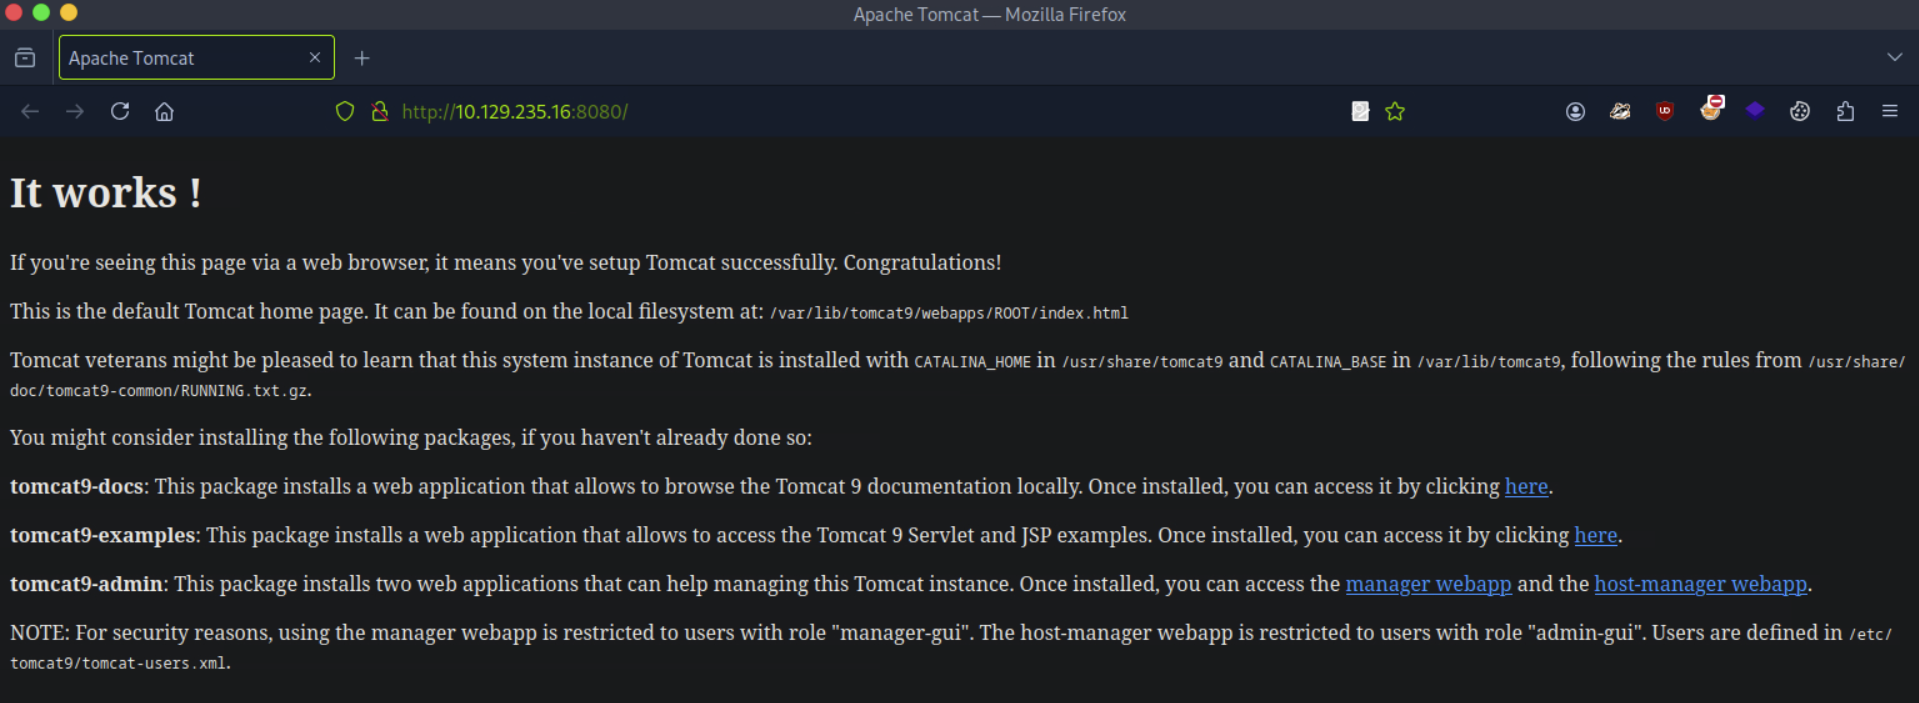 Apache Tomcat — Mozilla Firefox
Apache Tomcat
http://10.129.235.16:8080/
It works !
If you're seeing this page via a web browser, it means you've setup Tomcat successfully. Congratulations!
This is the default Tomcat home page. It can be found on the local filesystem at: /var/lib/tomcat9/webapps/ROOT/index.html
Tomcat veterans might be pleased to learn that this system instance of Tomcat is installed with CATALINA_HOME in /usr/share/tomcat9 and CATALINA_BASE in /var/lib/tomcat9, following the rules from /usr/share/
doc/tomcat9-common/RUNNING.txt.gz.
You might consider installing the following packages, if you haven't already done so:
tomcat9-docs: This package installs a web application that allows to browse the Tomcat 9 documentation locally. Once installed, you can access it by clicking here.
tomcat9-examples: This package installs a web application that allows to access the Tomcat 9 Servlet and JSP examples. Once installed, you can access it by clicking here.
tomcat9-admin: This package installs two web applications that can help managing this Tomcat instance. Once installed, you can access the manager webapp and the host-manager webapp.
NOTE: For security reasons, using the manager webapp is restricted to users with role "manager-gui". The host-manager webapp is restricted to users with role "admin-gui". Users are defined in /etc/
tomcat9/tomcat-users.xml.